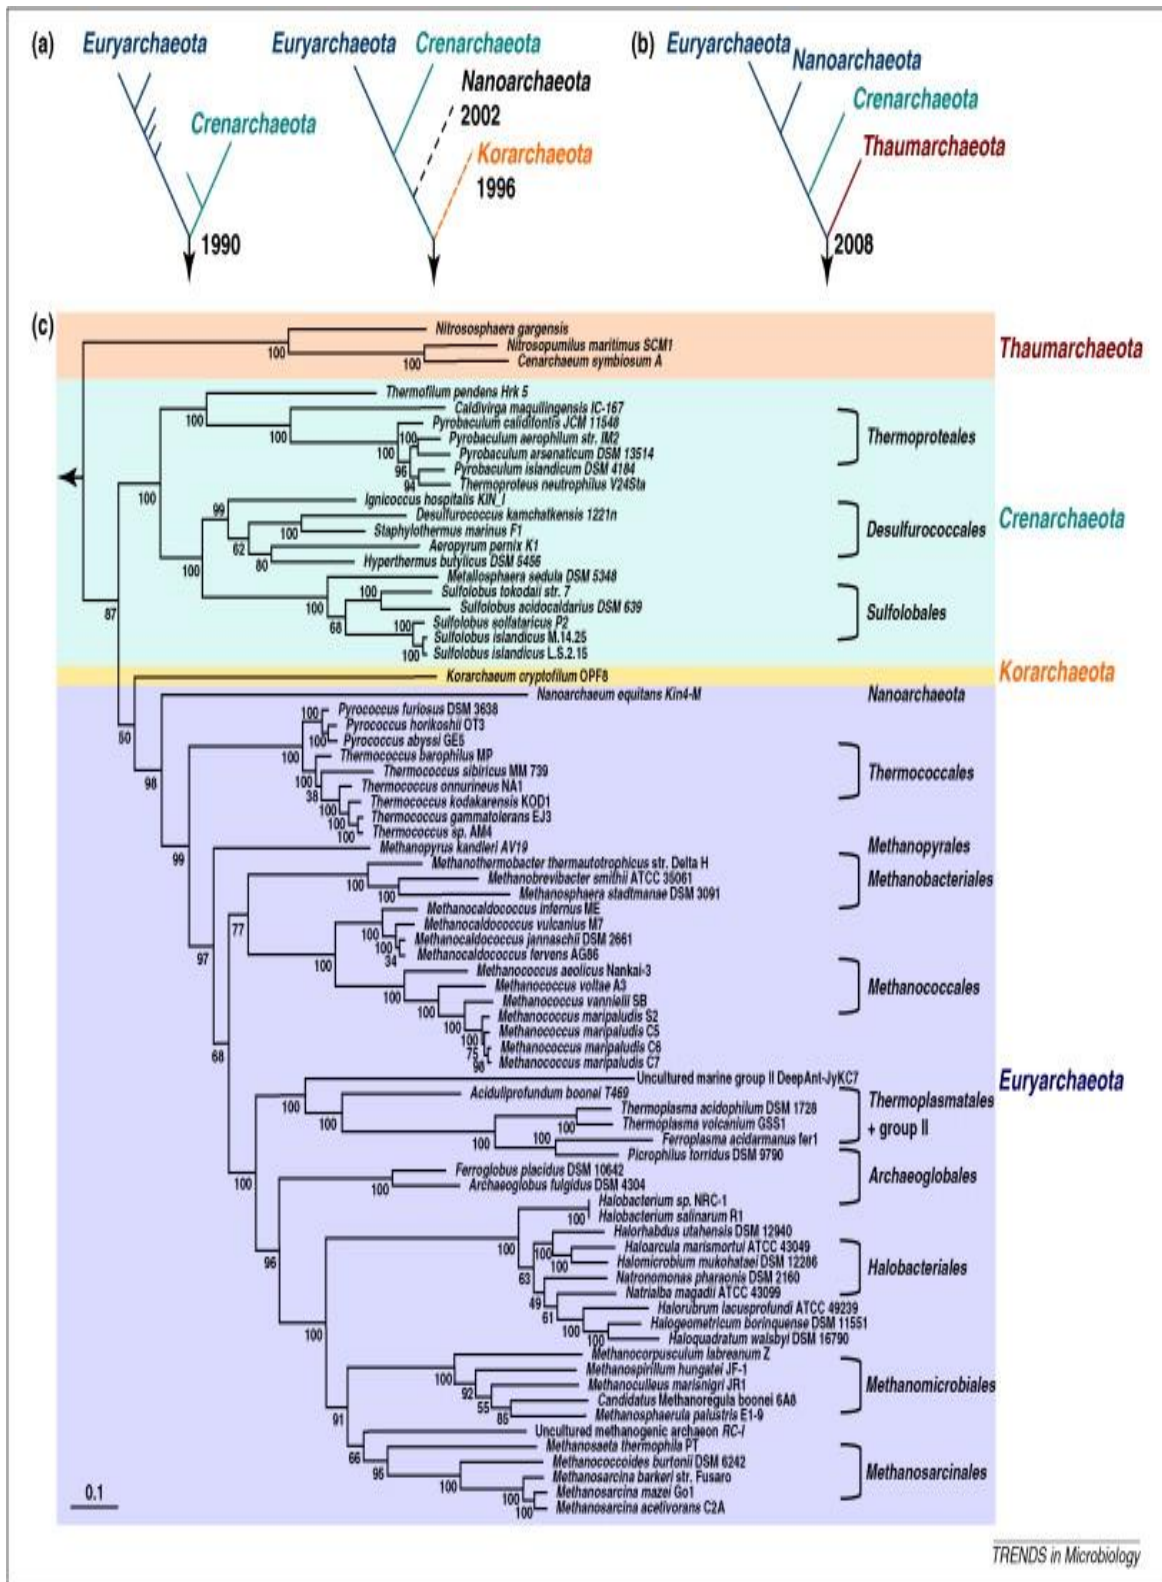 (a)
Euryarchaeota
Crenarchaeota
1990
Euryarchaeota
Crenarchaeota
Nanoarchaeota
2002
Korarchaeota
1996
(b)
Euryarchaeota
Nanoarchaeota
Crenarchaeota
Thaumarchaeota
2008
(c)
Nitrososphaera gargensis
100
Nitrosopumilus maritimus SCM1
100
Cenarchaeum symbiosum A
Thaumarchaeota
Thermofilum pendens Hrk 5
100
Caldivirga maquilingensis IC-167
100
Pyrobaculum calidifontis JCM 11548
100
Pyrobaculum aerophilum str. IM2
100
Pyrobaculum arsenaticum DSM 13514
96
Pyrobaculum islandicum DSM 4184
94
Thermoproteus neutrophilus V24Sta
Thermoproteales
100
Ignicoccus hospitalis KIN_I
99
Desulfurococcus kamchatkensis 1221n
100
Staphylothermus marinus F1
62
Aeropyrum pernix K1
80
Hyperthermus butylicus DSM 5456
Desulfurococcales
Crenarchaeota
100
Metallosphaera sedula DSM 5348
100
Sulfolobus tokodaii str. 7
100
Sulfolobus acidocaldarius DSM 639
68
Sulfolobus solfataricus P2
100
Sulfolobus islandicus M.14.25
100
Sulfolobus islandicus L.S.2.15
Sulfolobales
87
Korarchaeum cryptofilum OPF8
Korarchaeota
50
Nanoarchaeum equitans Kin4-M
Nanoarchaeota
98
Pyrococcus furiosus DSM 3638
100
Pyrococcus horikoshii OT3
100
Pyrococcus abyssi GE5
100
Thermococcus barophilus MP
100
Thermococcus sibiricus MM 739
38
Thermococcus onnurineus NA1
100
Thermococcus kodakarensis KOD1
100
Thermococcus gammatolerans EJ3
100
Thermococcus sp. AM4
Thermococcales
99
Methanopyrus kandleri AV19
Methanopyrales
Methanothermobacter thermautotrophicus str. Delta H
100
Methanobrevibacter smithii ATCC 35061
100
Methanosphaera stadtmanae DSM 3091
Methanobacteriales
77
97
Methanocaldococcus infernus ME
100
Methanocaldococcus vulcanius M7
100
Methanocaldococcus jannaschii DSM 2661
34
Methanocaldococcus fervens AG86
100
Methanococcus aeolicus Nankai-3
100
Methanococcus voltae A3
100
Methanococcus vannielii SB
100
Methanococcus maripaludis S2
100
Methanococcus maripaludis C5
75
Methanococcus maripaludis C6
98
Methanococcus maripaludis C7
Methanococcales
68
Uncultured marine group II DeepAnt-JyKC7
100
Aciduliprofundum boonei T469
100
Thermoplasma acidophilum DSM 1728
100
Thermoplasma volcanium GSS1
100
Ferroplasma acidarmanus fer1
100
Picrophilus torridus DSM 9790
Thermoplasmatales
+ group II
Euryarchaeota
100
Ferroglobus placidus DSM 10642
100
Archaeoglobus fulgidus DSM 4304
Archaeoglobales
96
Halobacterium sp. NRC-1
100
Halobacterium salinarum R1
100
Halorhabdus utahensis DSM 12940
100
Haloarcula marismortui ATCC 43049
100
Halomicrobium mukohataei DSM 12286
63
Natronomonas pharaonis DSM 2160
49
Natrialba magadii ATCC 43099
61
Halorubrum lacusprofundi ATCC 49239
100
Halogeometricum borinquense DSM 11551
100
Haloquadratum walsbyi DSM 16790
Halobacteriales
100
Methanocorpusculum labreanum Z
100
Methanospirillum hungatei JF-1
92
Methanoculleus marisnigri JR1
55
Candidatus Methanoregula boonei 6A8
85
Methanosphaerula palustris E1-9
Methanomicrobiales
91
Uncultured methanogenic archaeon RC-I
66
Methanosaeta thermophila PT
95
Methanococcoides burtonii DSM 6242
100
Methanosarcina barkeri str. Fusaro
100
Methanosarcina mazei Go1
100
Methanosarcina acetivorans C2A
Methanosarcinales
0.1
TRENDS in Microbiology